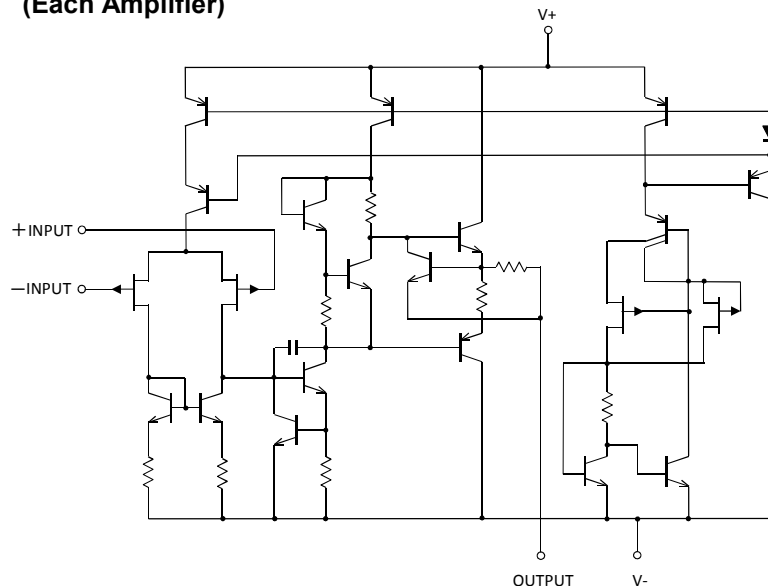 (Each Amplifier)
V+
+INPUT
−INPUT
OUTPUT
V-